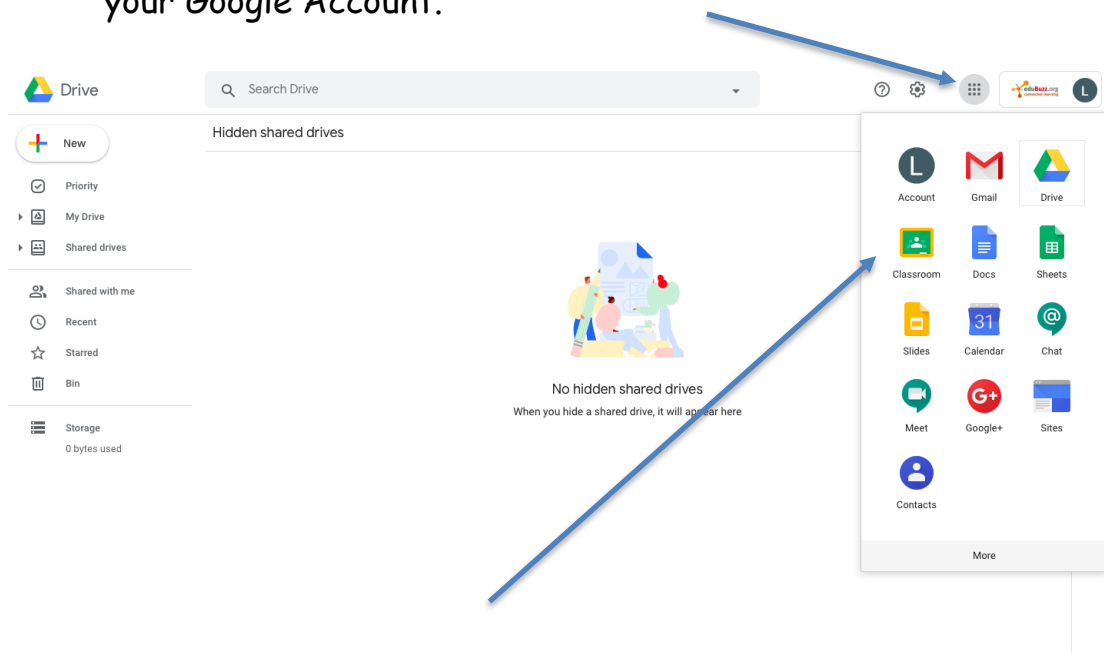 your Google Account.
Drive
Search Drive
eduBuzz.org
connected learning
L
New
Hidden shared drives
Priority
My Drive
Shared drives
Shared with me
Recent
Starred
Bin
Storage
0 bytes used
No hidden shared drives
When you hide a shared drive, it will appear here
L
Account
Gmail
Drive
Classroom
Docs
Sheets
31
@
Slides
Calendar
Chat
G+
Meet
Google+
Sites
Contacts
More